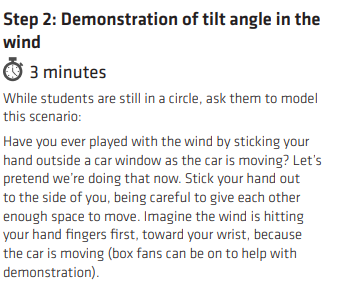 Step 2: Demonstration of tilt angle in the
wind
3 minutes
While students are still in a circle, ask them to model
this scenario:
Have you ever played with the wind by sticking your
hand outside a car window as the car is moving? Let's
pretend we're doing that now. Stick your hand out
to the side of you, being careful to give each other
enough space to move. Imagine the wind is hitting
your hand fingers first, toward your wrist, because
the car is moving (box fans can be on to help with
demonstration).